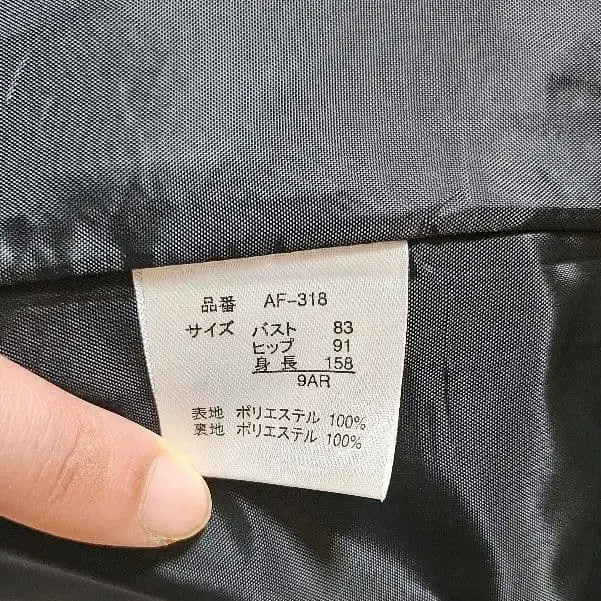 品番 AF-318
サイズ バスト 83
ヒップ 91
身長 158
9AR
表地 ポリエステル 100%
裏地 ポリエステル 100%